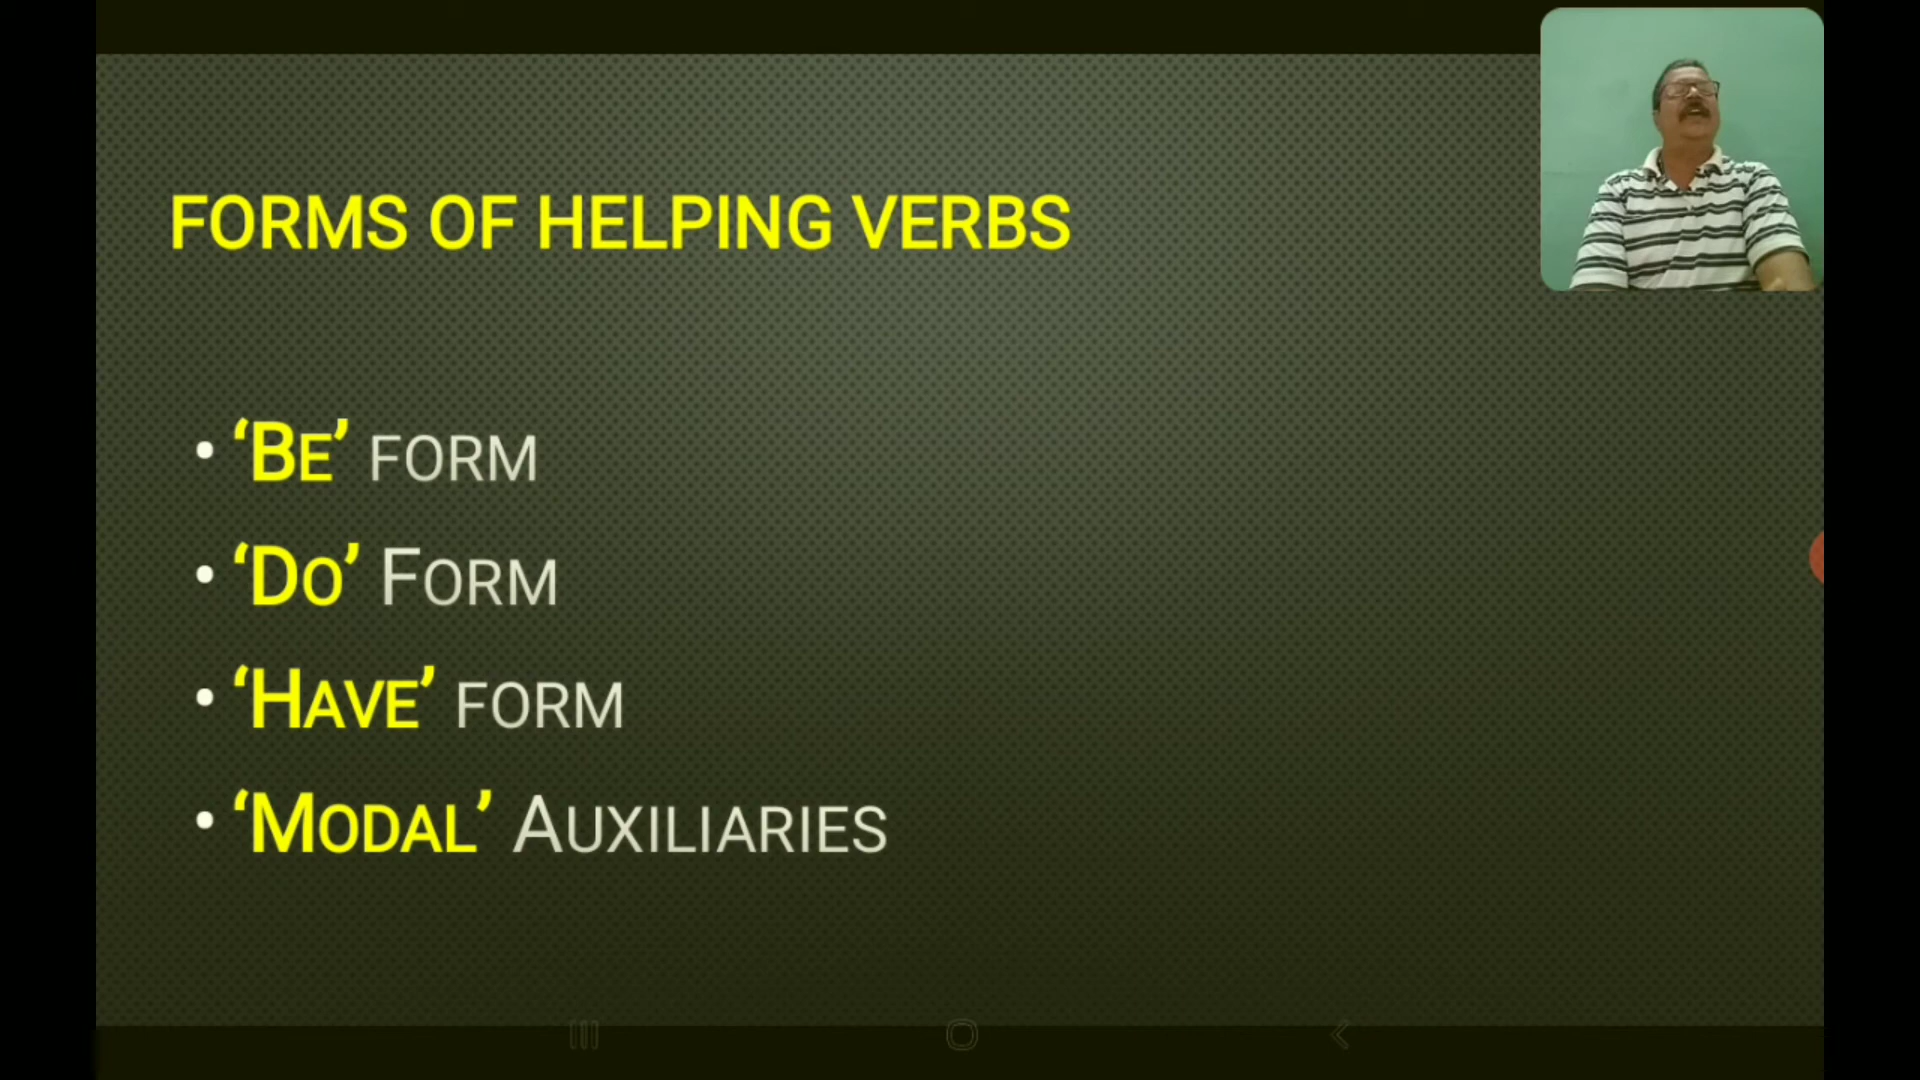 FORMS OF HELPING VERBS
• ‘BE’ FORM
• ‘DO’ FORM
• ‘HAVE’ FORM
• ‘MODAL’ AUXILIARIES